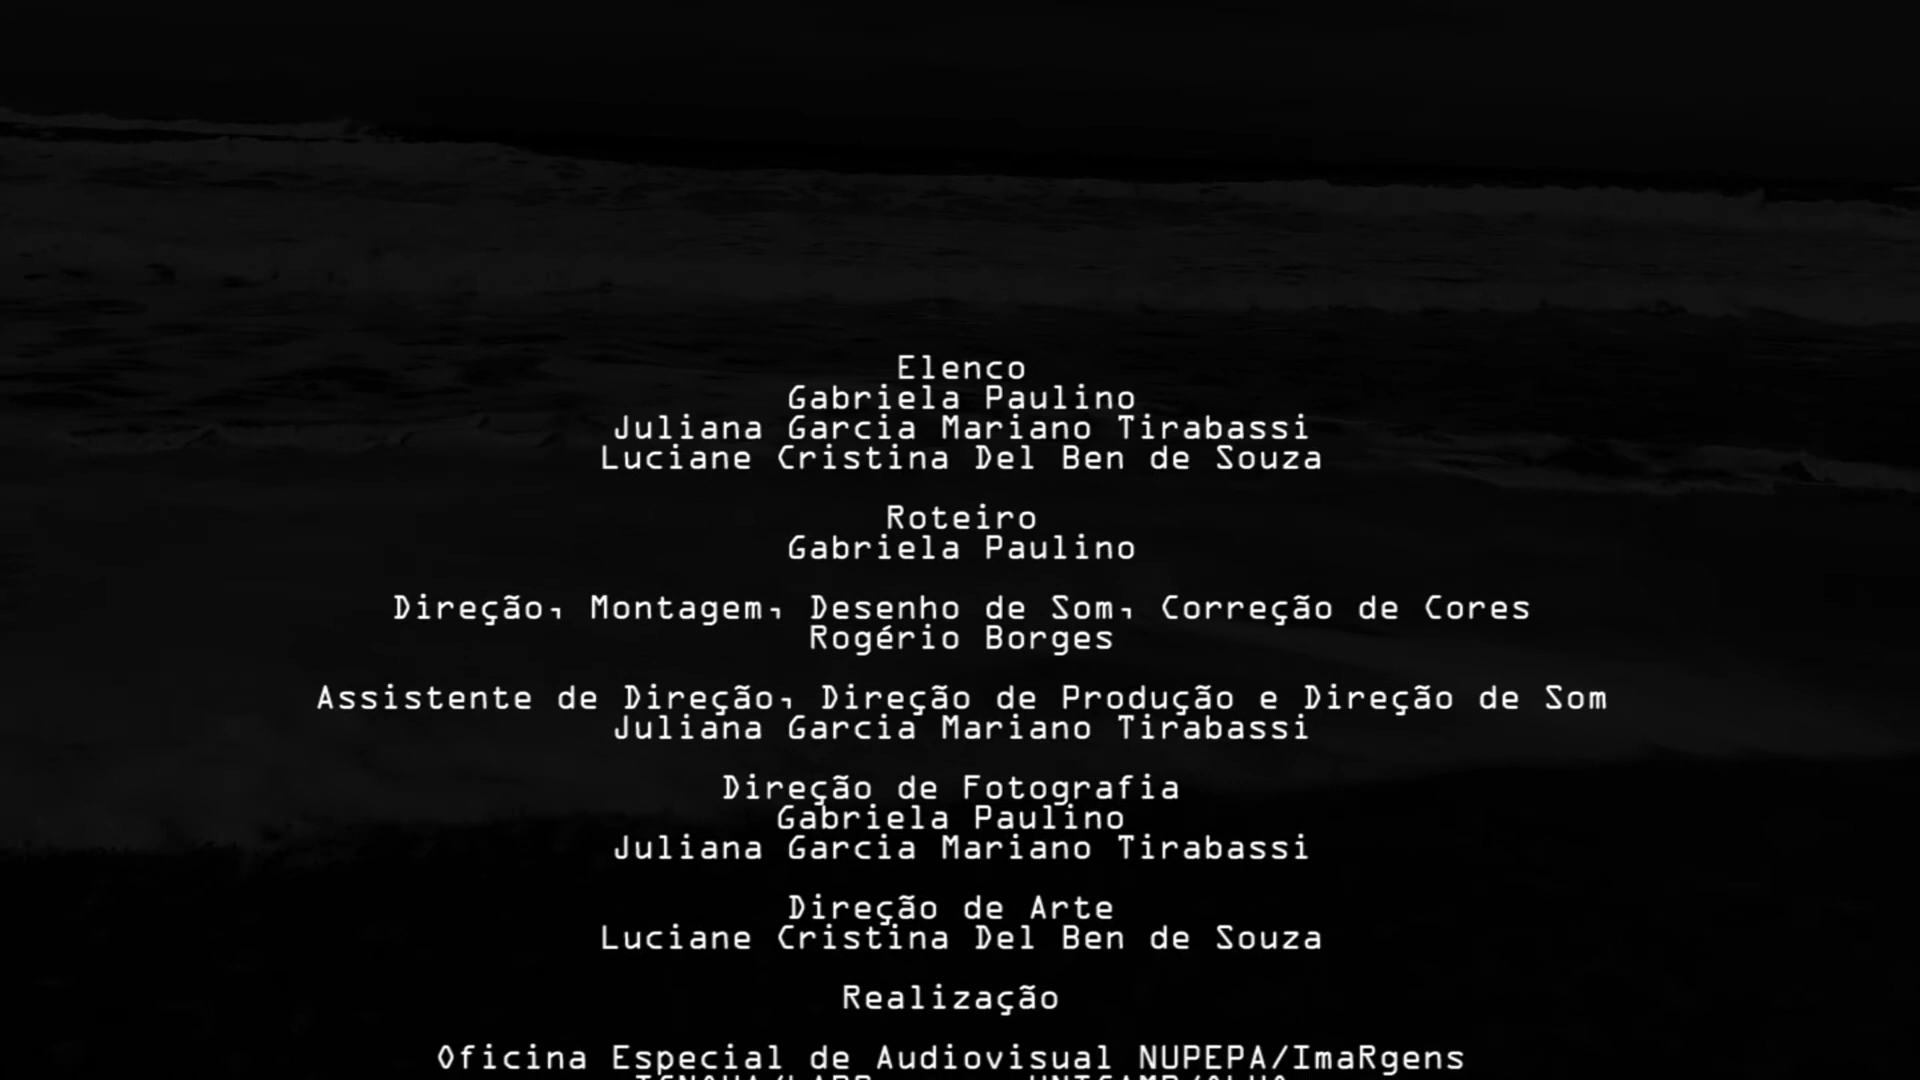 Elenco
Gabriela Paulino
Juliana Garcia Mariano Tirabassi
Luciane Cristina Del Ben de Souza
Roteiro
Gabriela Paulino
Direção, Montagem, Desenho de Som, Correção de Cores
Rogério Borges
Assistente de Direção, Direção de Produção e Direção de Som
Juliana Garcia Mariano Tirabassi
Direção de Fotografia
Gabriela Paulino
Juliana Garcia Mariano Tirabassi
Direção de Arte
Luciane Cristina Del Ben de Souza
Realização
Oficina Especial de Audiovisual NUPEPA/ImaRgens